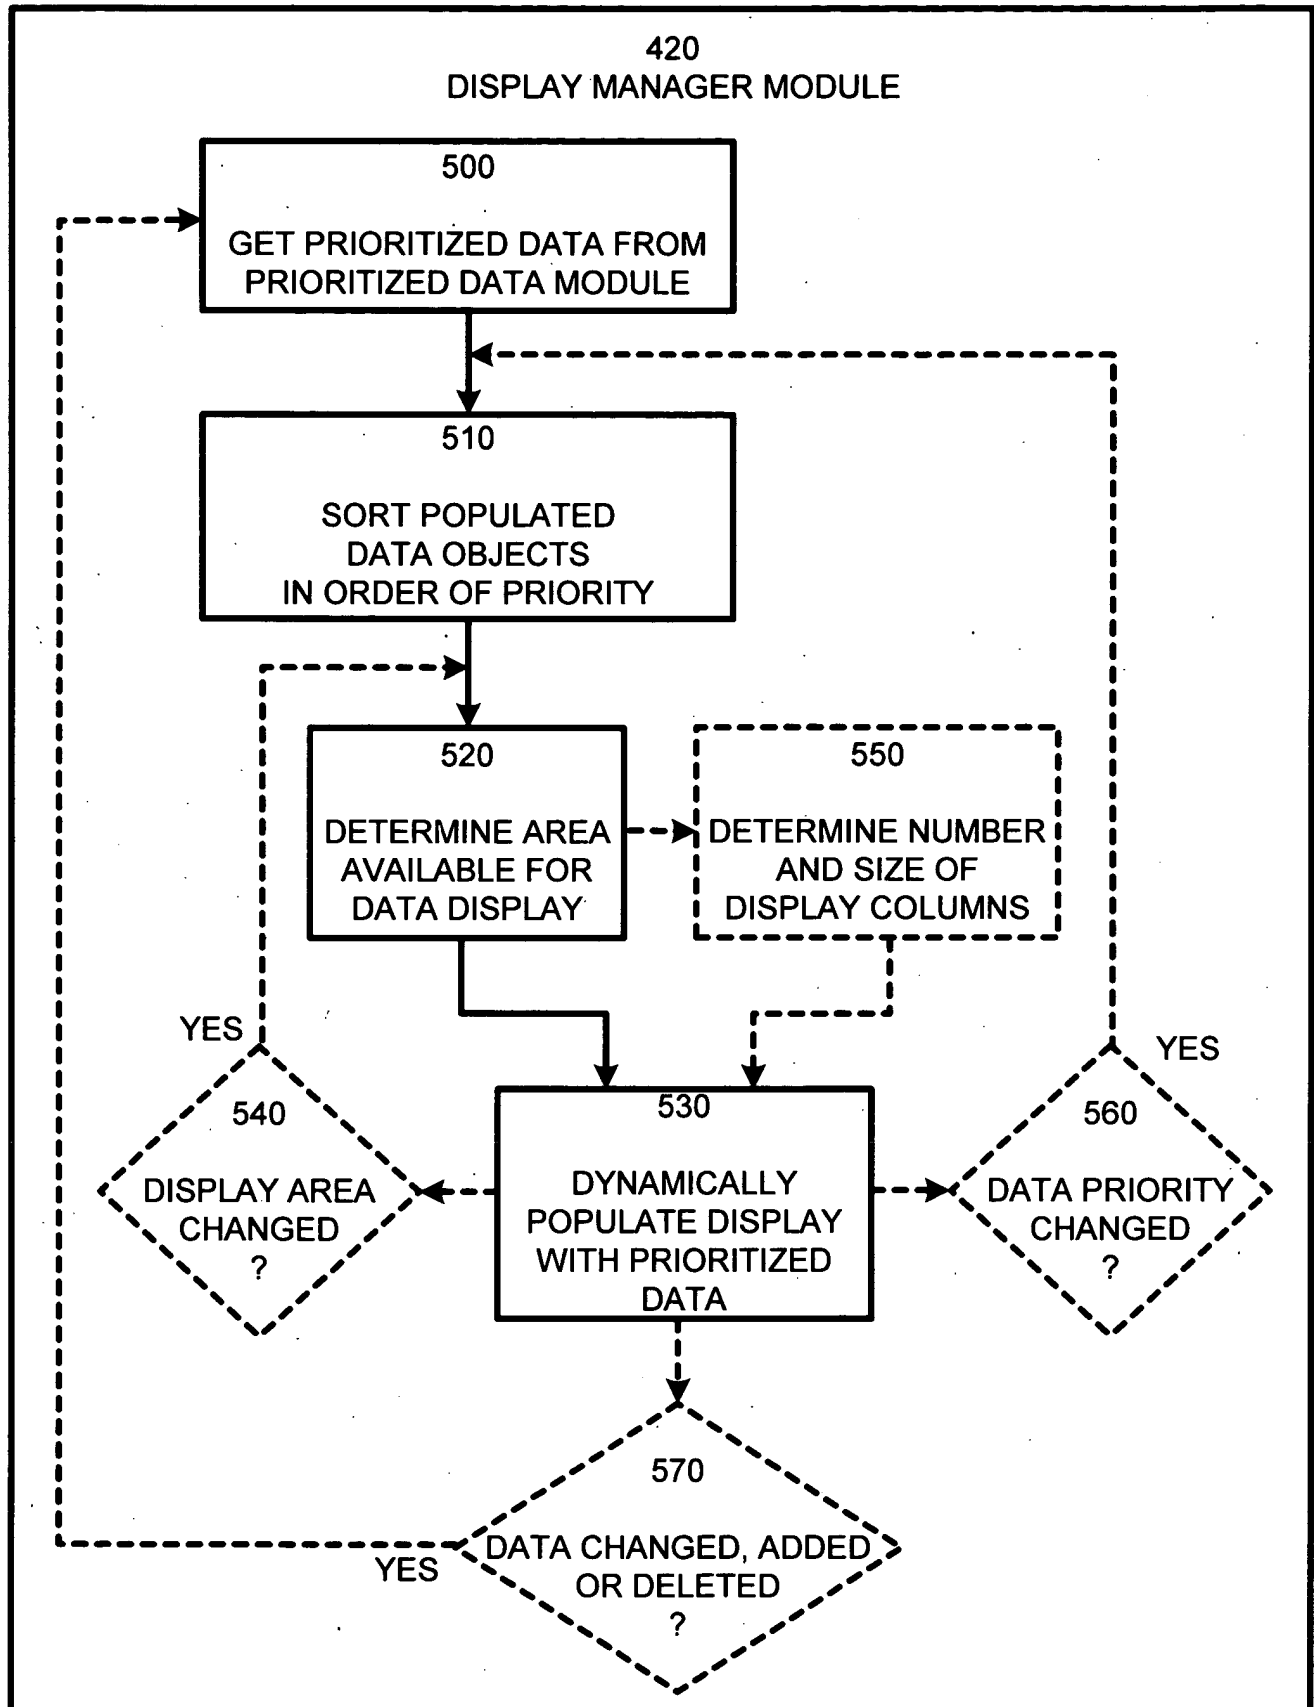 420
DISPLAY MANAGER MODULE
500
GET PRIORITIZED DATA FROM
PRIORITIZED DATA MODULE
510
SORT POPULATED
DATA OBJECTS
IN ORDER OF PRIORITY
520
DETERMINE AREA
AVAILABLE FOR
DATA DISPLAY
550
DETERMINE NUMBER
AND SIZE OF
DISPLAY COLUMNS
YES
540
DISPLAY AREA
CHANGED
?
530
DYNAMICALLY
POPULATE DISPLAY
WITH PRIORITIZED
DATA
YES
560
DATA PRIORITY
CHANGED
?
YES
570
DATA CHANGED, ADDED
OR DELETED
?